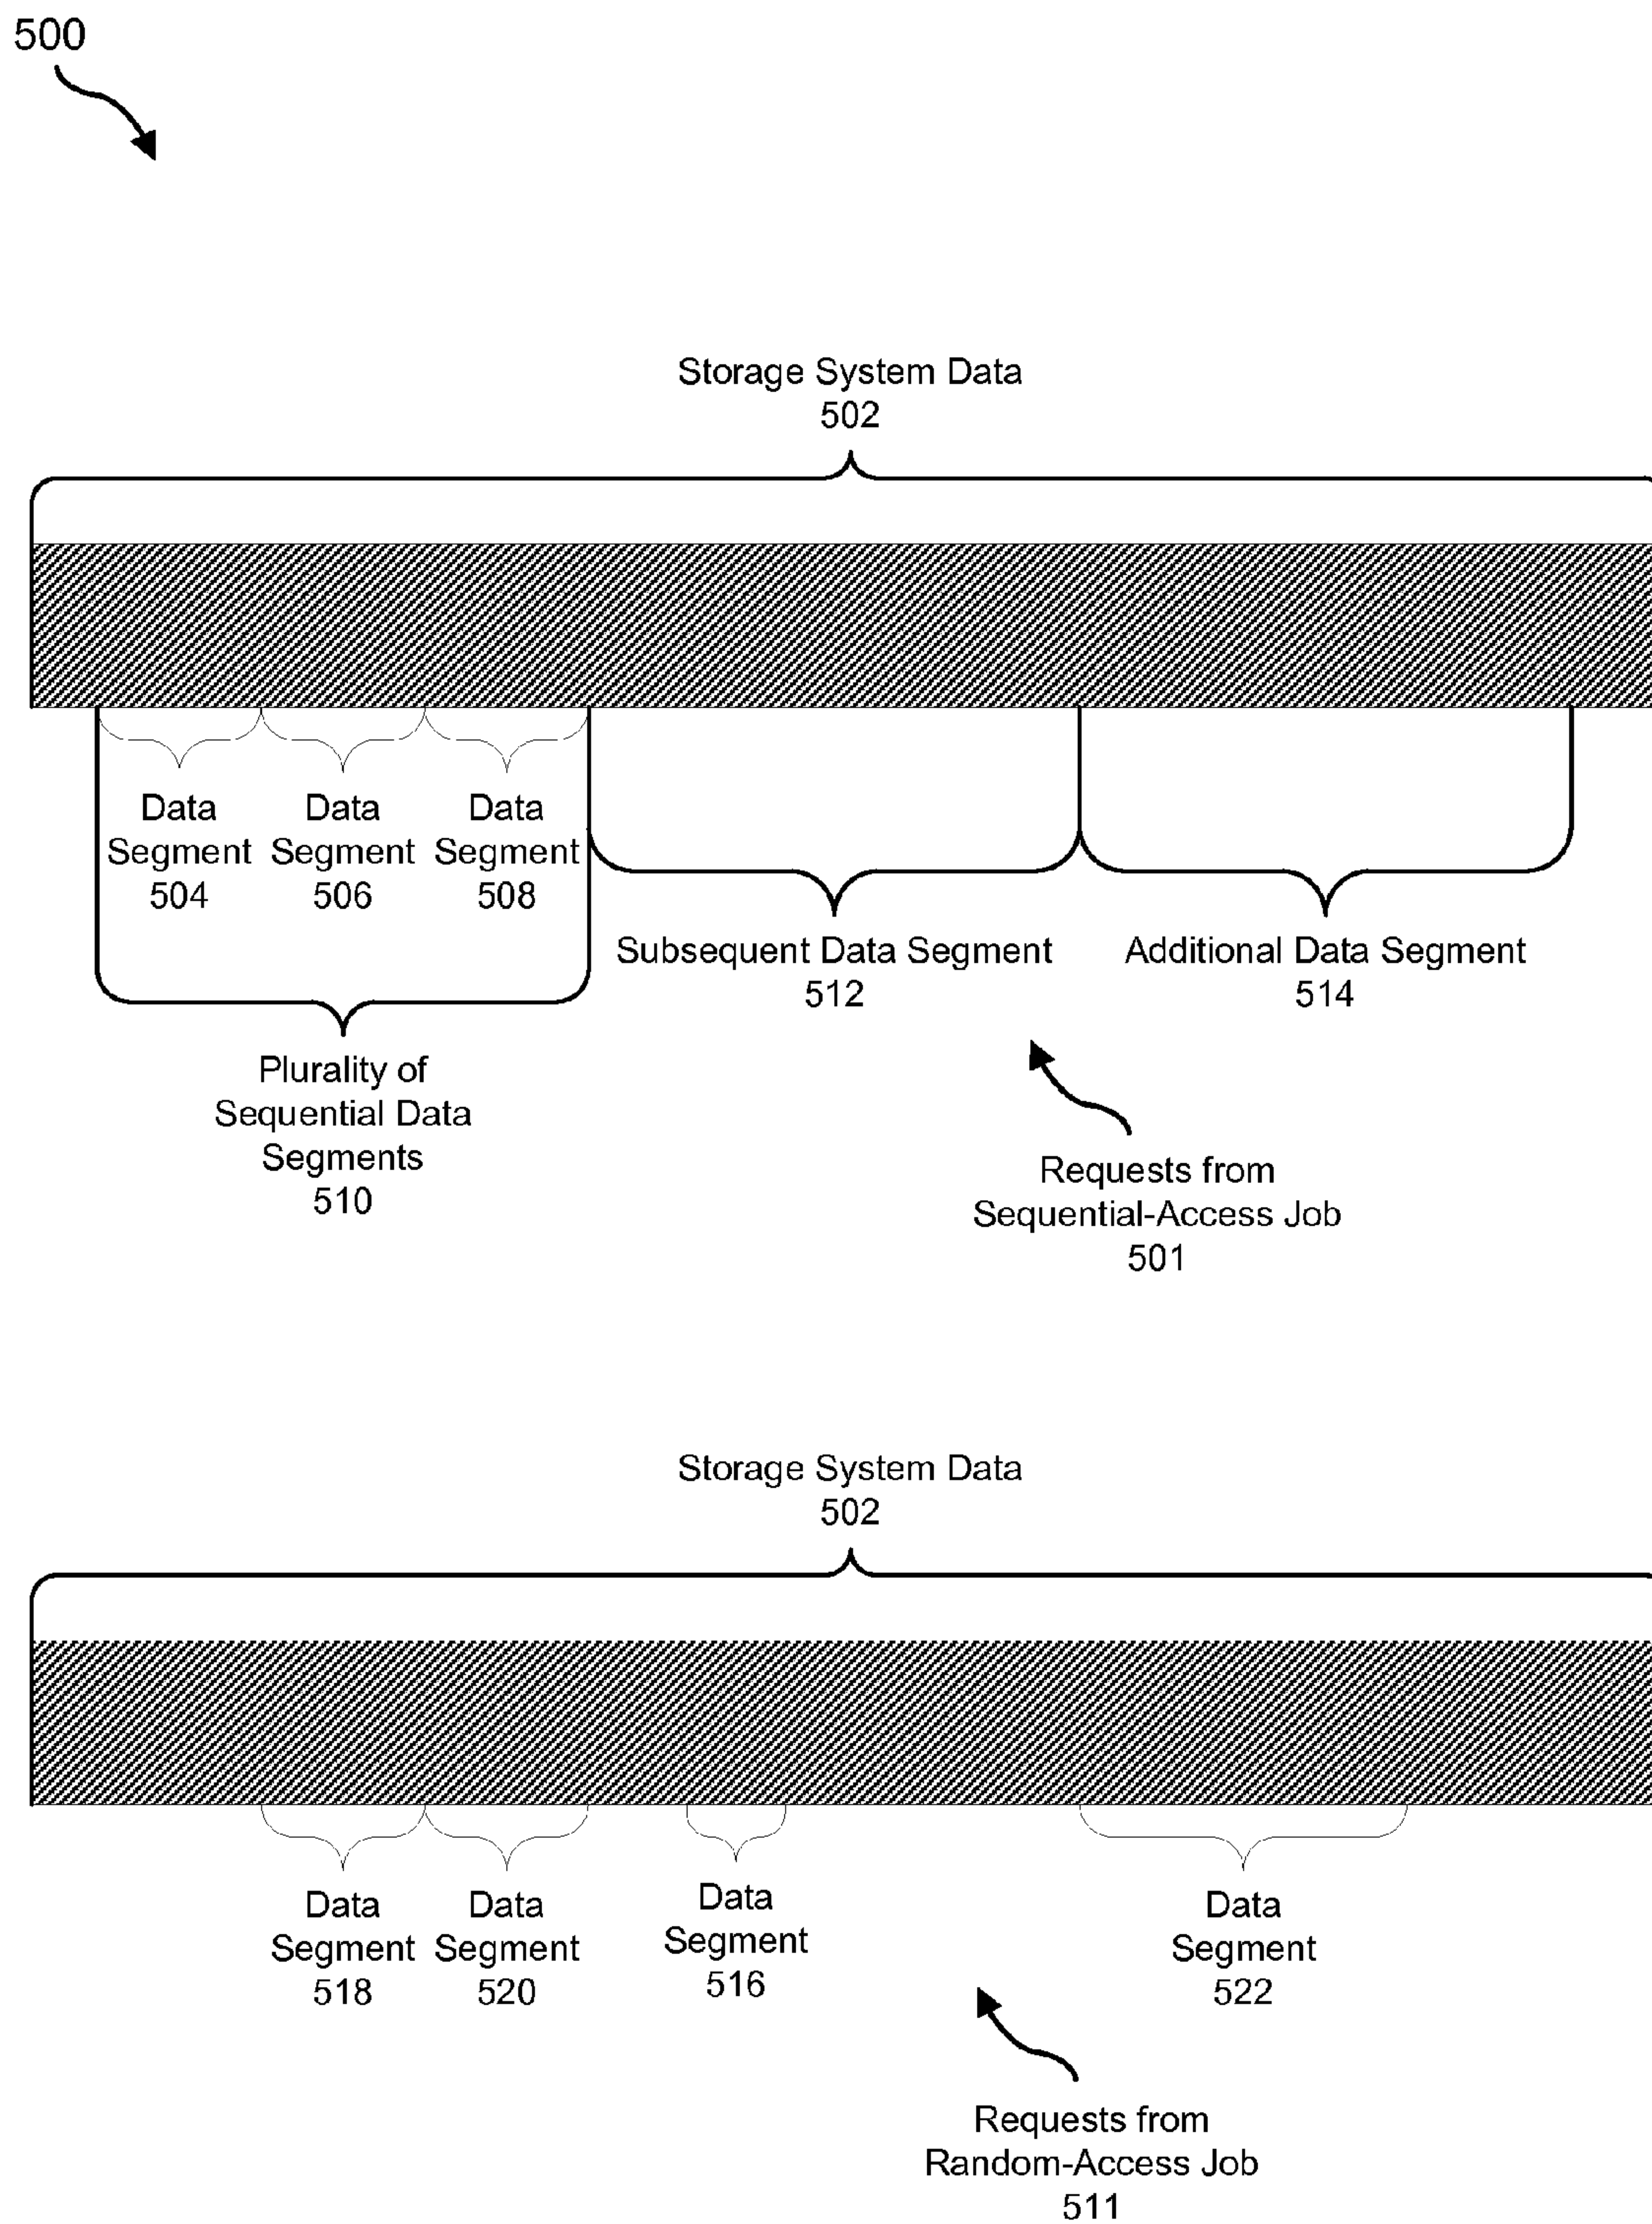 500
Storage System Data
502
Data
Segment
504
Data
Segment
506
Data
Segment
508
Subsequent Data Segment
512
Additional Data Segment
514
Plurality of
Sequential Data
Segments
510
Requests from
Sequential-Access Job
501
Storage System Data
502
Data
Segment
518
Data
Segment
520
Data
Segment
516
Data
Segment
522
Requests from
Random-Access Job
511